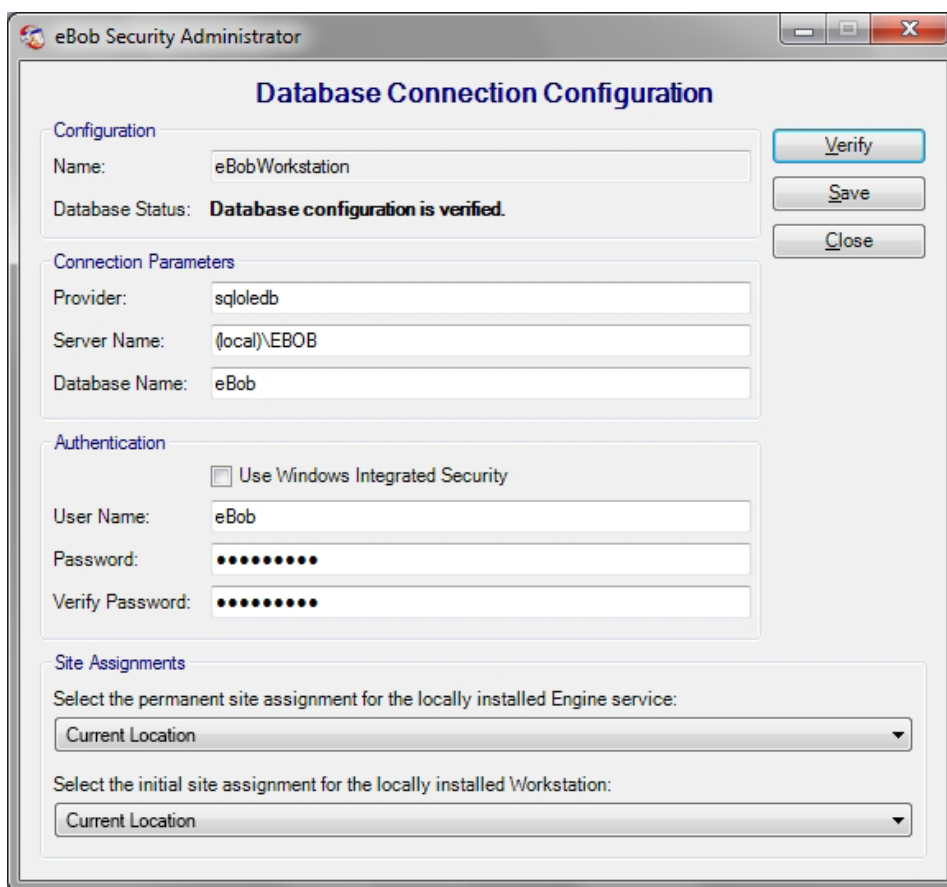 eBob Security Administrator
Database Connection Configuration
Configuration
Name: eBobWorkstation
Database Status: Database configuration is verified.
Verify
Save
Close
Connection Parameters
Provider: sqloledb
Server Name: (local)\EBOB
Database Name: eBob
Authentication
Use Windows Integrated Security
User Name: eBob
Password: ●●●●●●●●●
Verify Password: ●●●●●●●●●
Site Assignments
Select the permanent site assignment for the locally installed Engine service:
Current Location
Select the initial site assignment for the locally installed Workstation:
Current Location